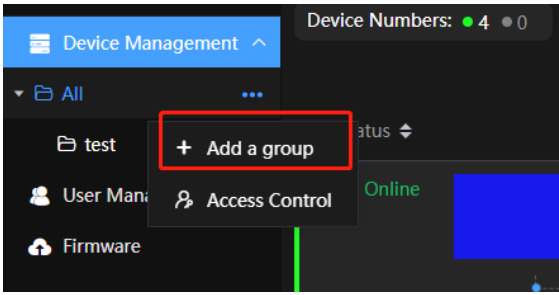 Device Numbers: 4 0
Device Management
All
test
Add a group
atus
User Mana
Access Control
Online
Firmware